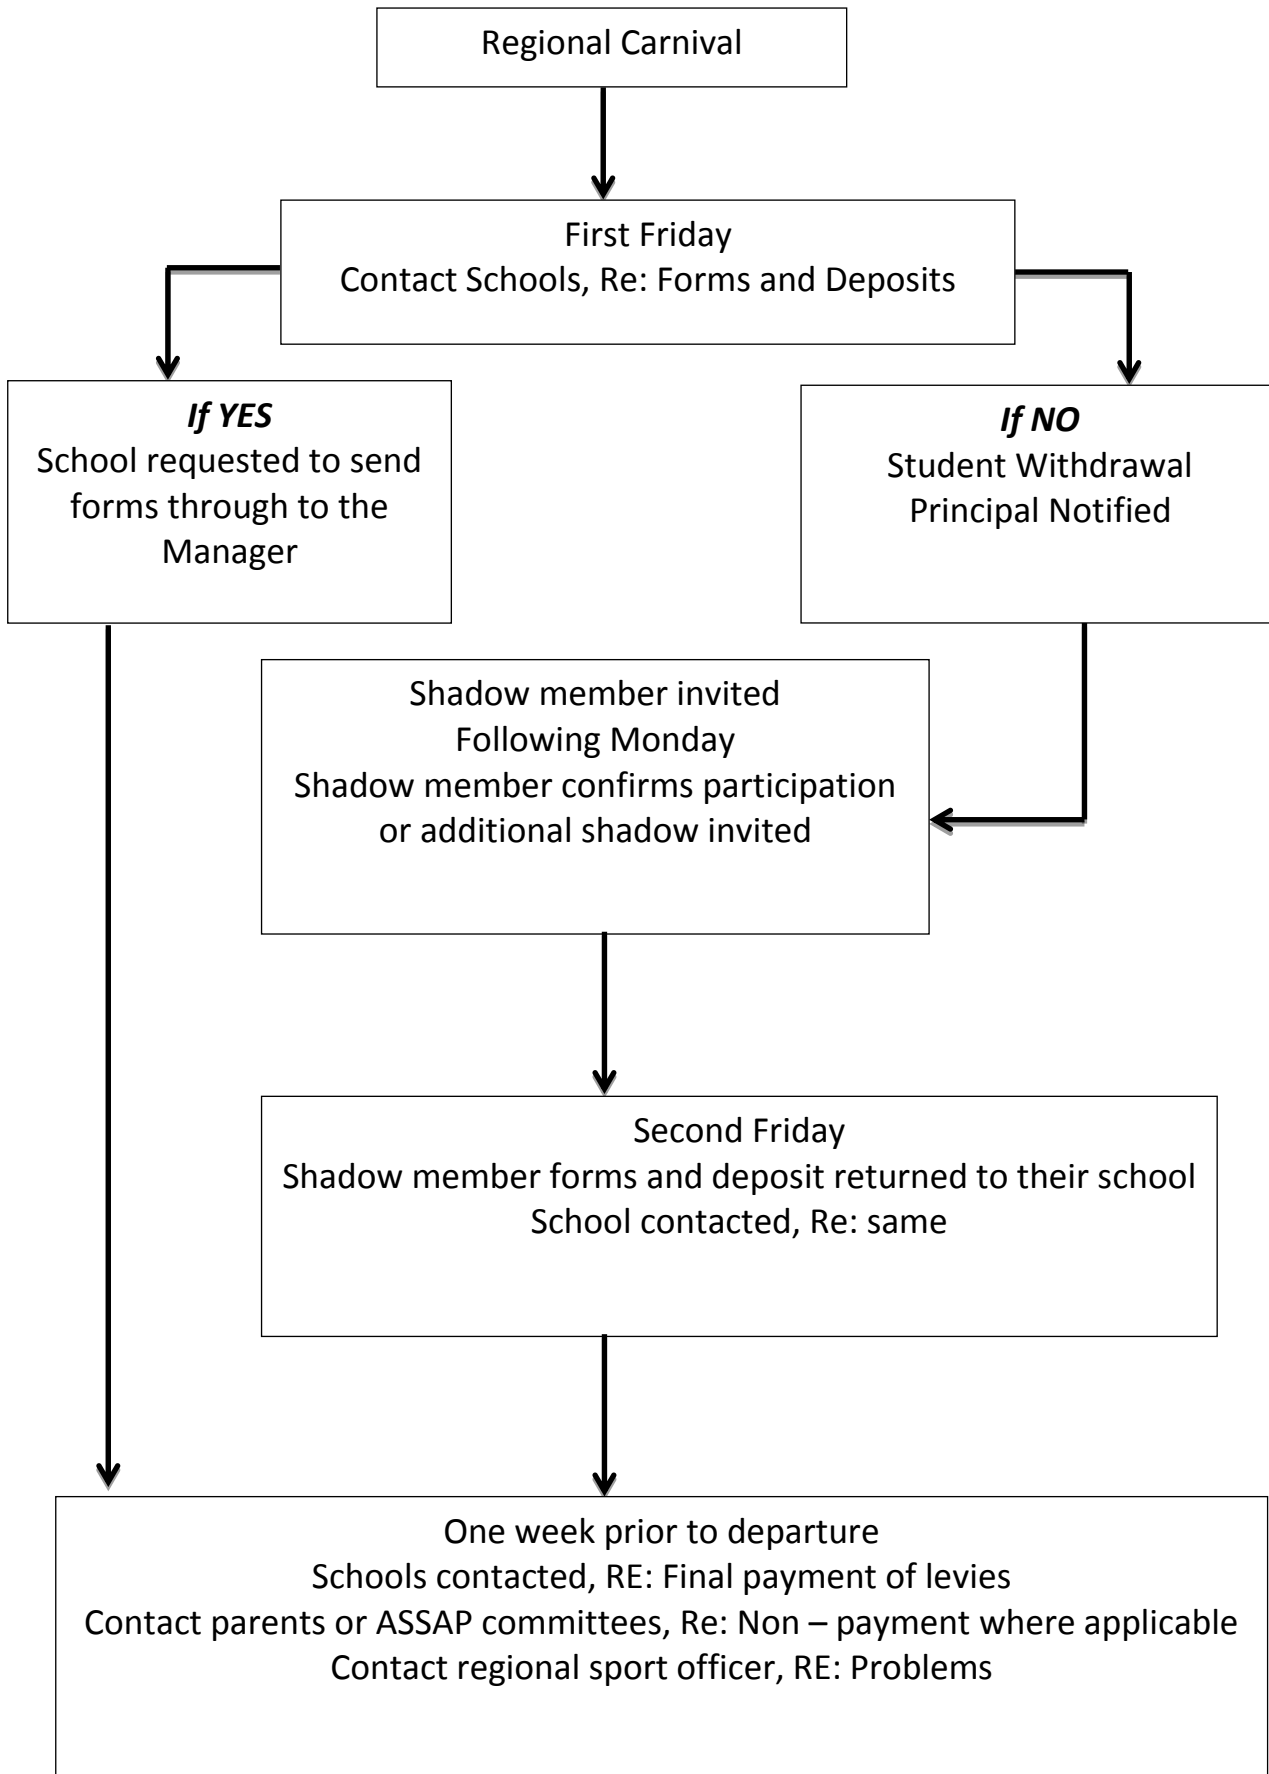 Regional Carnival
First Friday
Contact Schools, Re: Forms and Deposits
If YES
School requested to send
forms through to the
Manager
If NO
Student Withdrawal
Principal Notified
Shadow member invited
Following Monday
Shadow member confirms participation
or additional shadow invited
Second Friday
Shadow member forms and deposit returned to their school
School contacted, Re: same
One week prior to departure
Schools contacted, RE: Final payment of levies
Contact parents or ASSAP committees, Re: Non – payment where applicable
Contact regional sport officer, RE: Problems